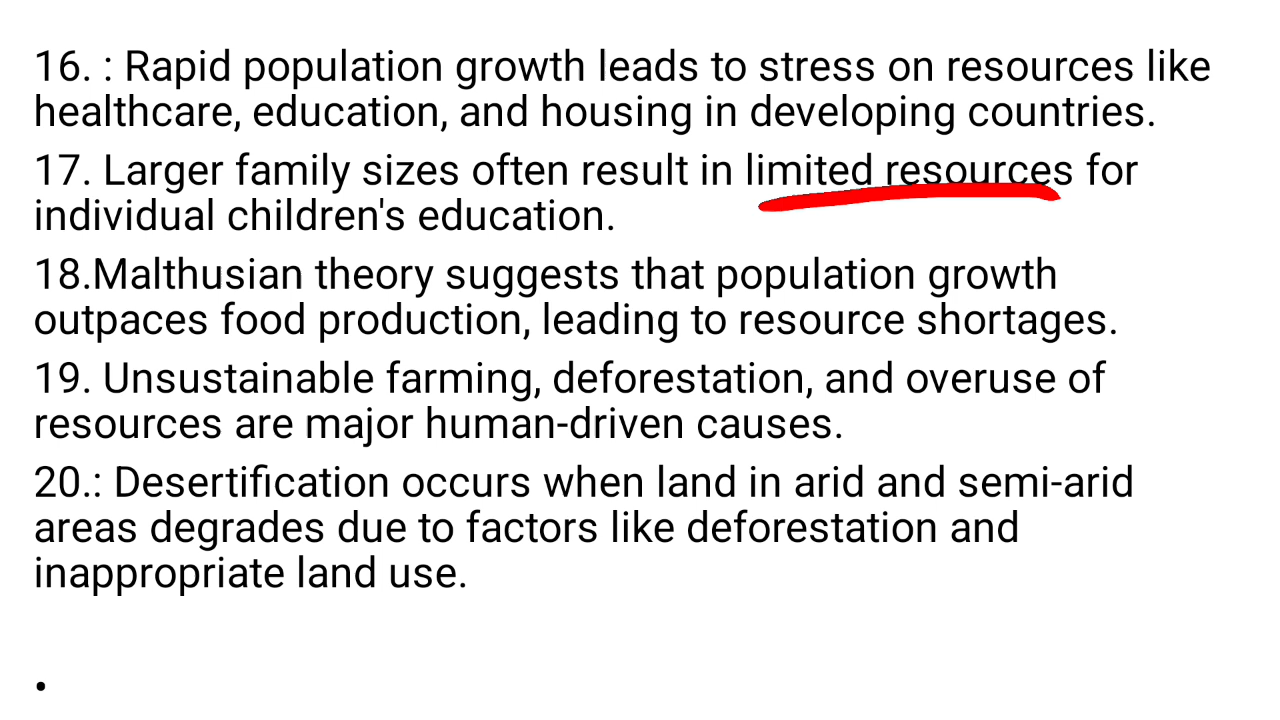 16. : Rapid population growth leads to stress on resources like
healthcare, education, and housing in developing countries.
17. Larger family sizes often result in limited resources for
individual children's education.
18.Malthusian theory suggests that population growth
outpaces food production, leading to resource shortages.
19. Unsustainable farming, deforestation, and overuse of
resources are major human-driven causes.
20.: Desertification occurs when land in arid and semi-arid
areas degrades due to factors like deforestation and
inappropriate land use.
•